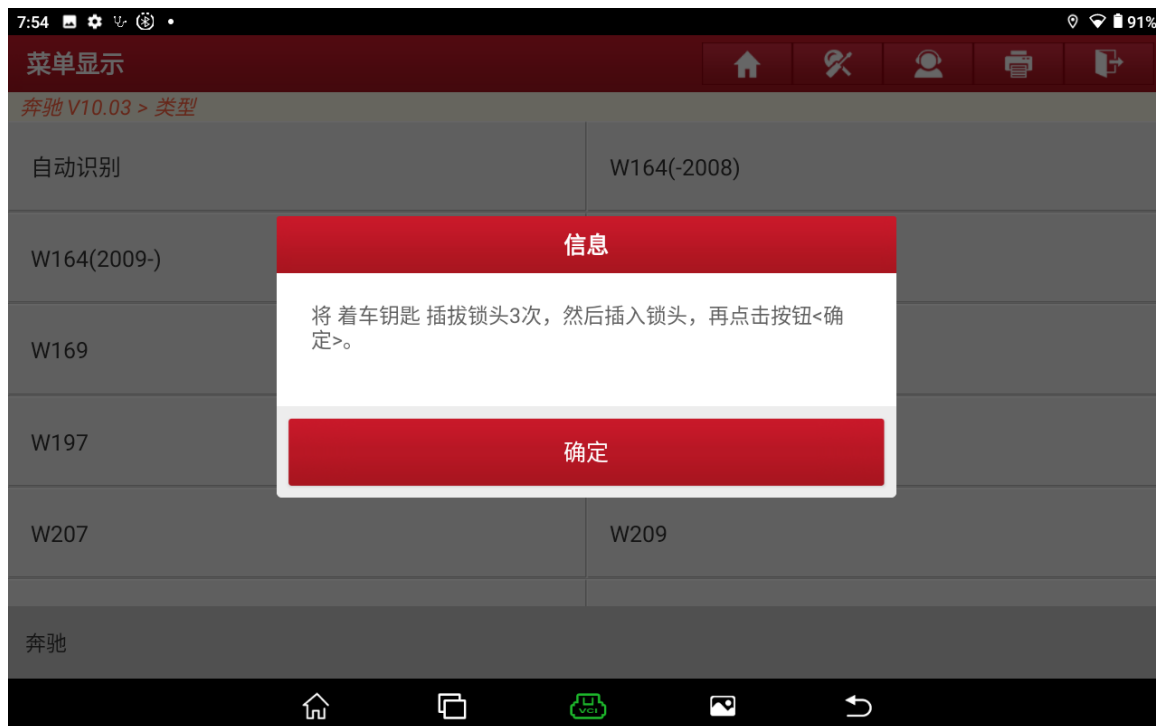 7:54
91%
菜单显示
奔驰 V10.03 > 类型
自动识别
W164(-2008)
W164(2009-)
信息
将 着车钥匙 插拔锁头3次，然后插入锁头，再点击按钮<确
定>。
W169
W197
确定
W207
W209
奔驰
VCI